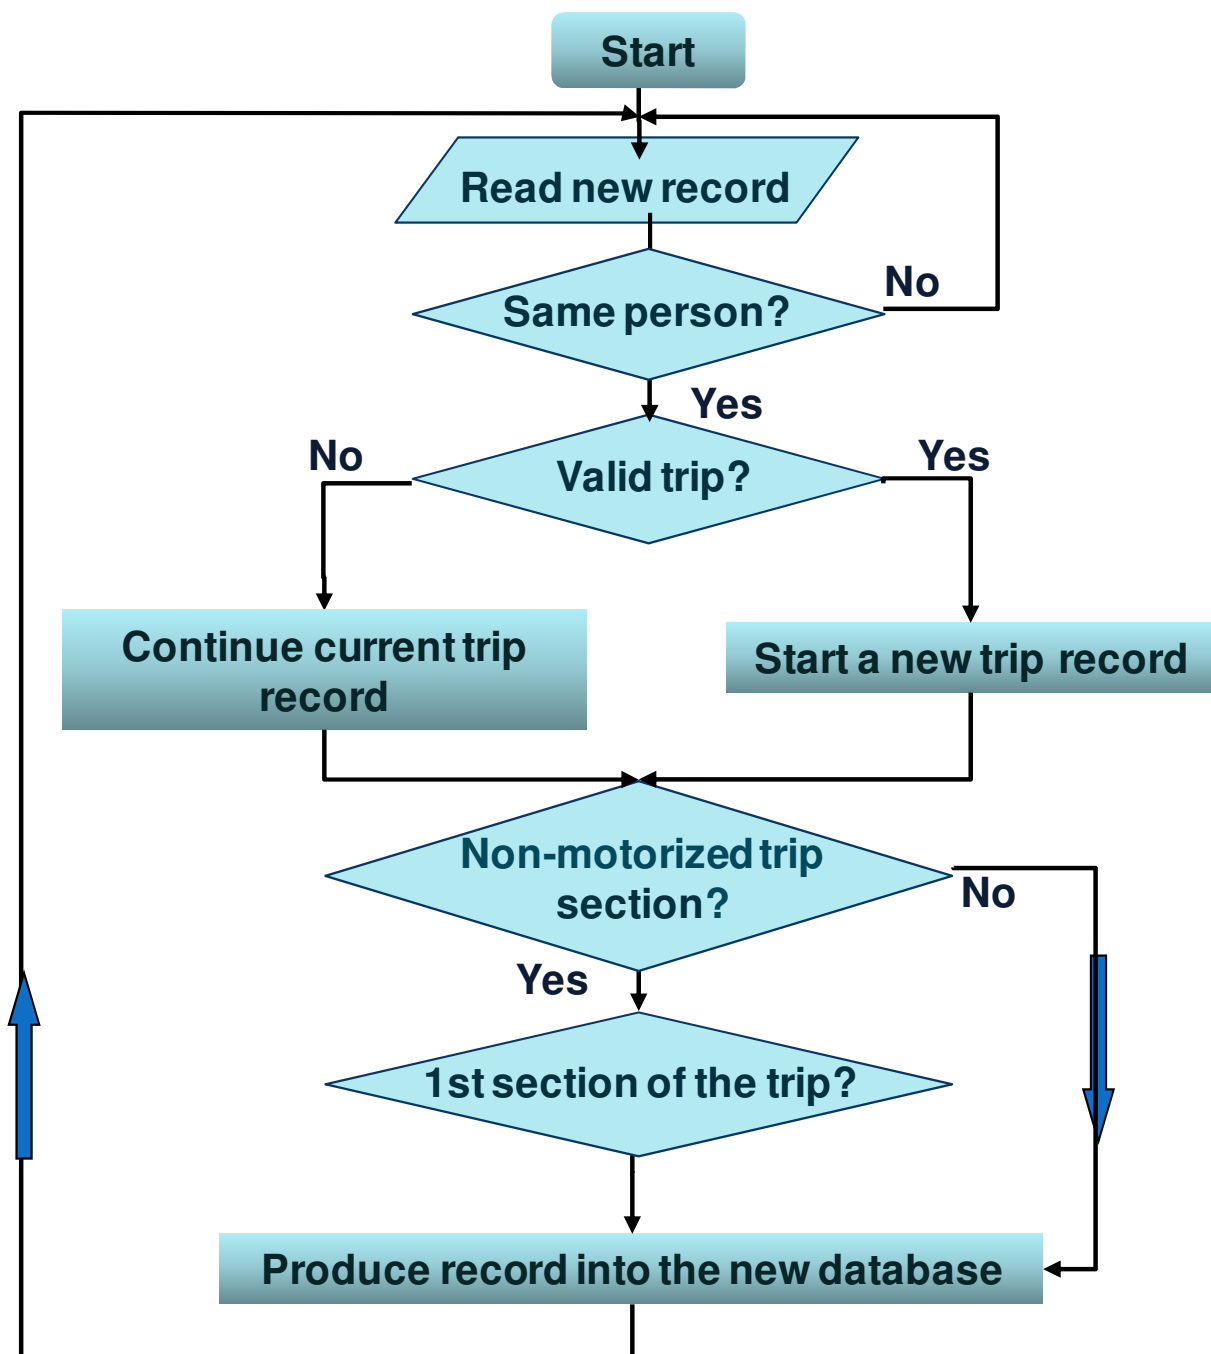 Start
Read new record
Same person?
No
Yes
No
Valid trip?
Yes
Continue current trip
record
Start a new trip record
Non-motorized trip
section?
No
Yes
1st section of the trip?
Produce record into the new database